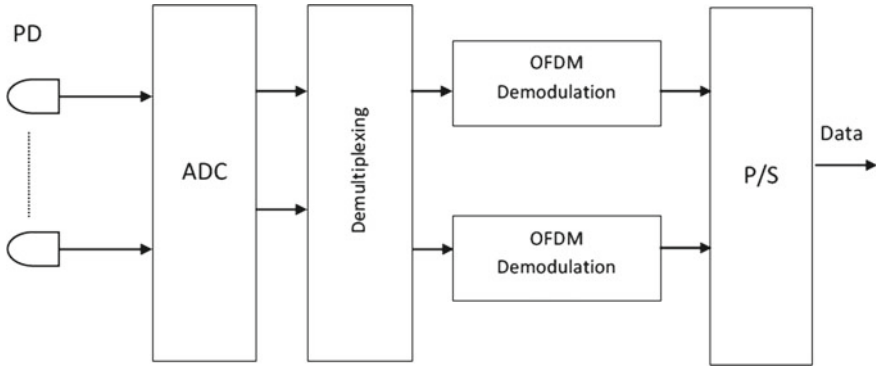 PD
ADC
Demultiplexing
OFDM
Demodulation
OFDM
Demodulation
P/S
Data